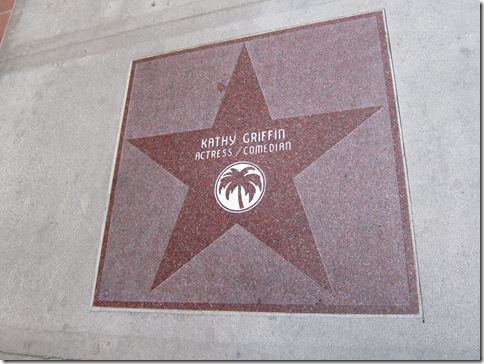 KATHY GRIFFIN
ACTRESS / COMEDIAN